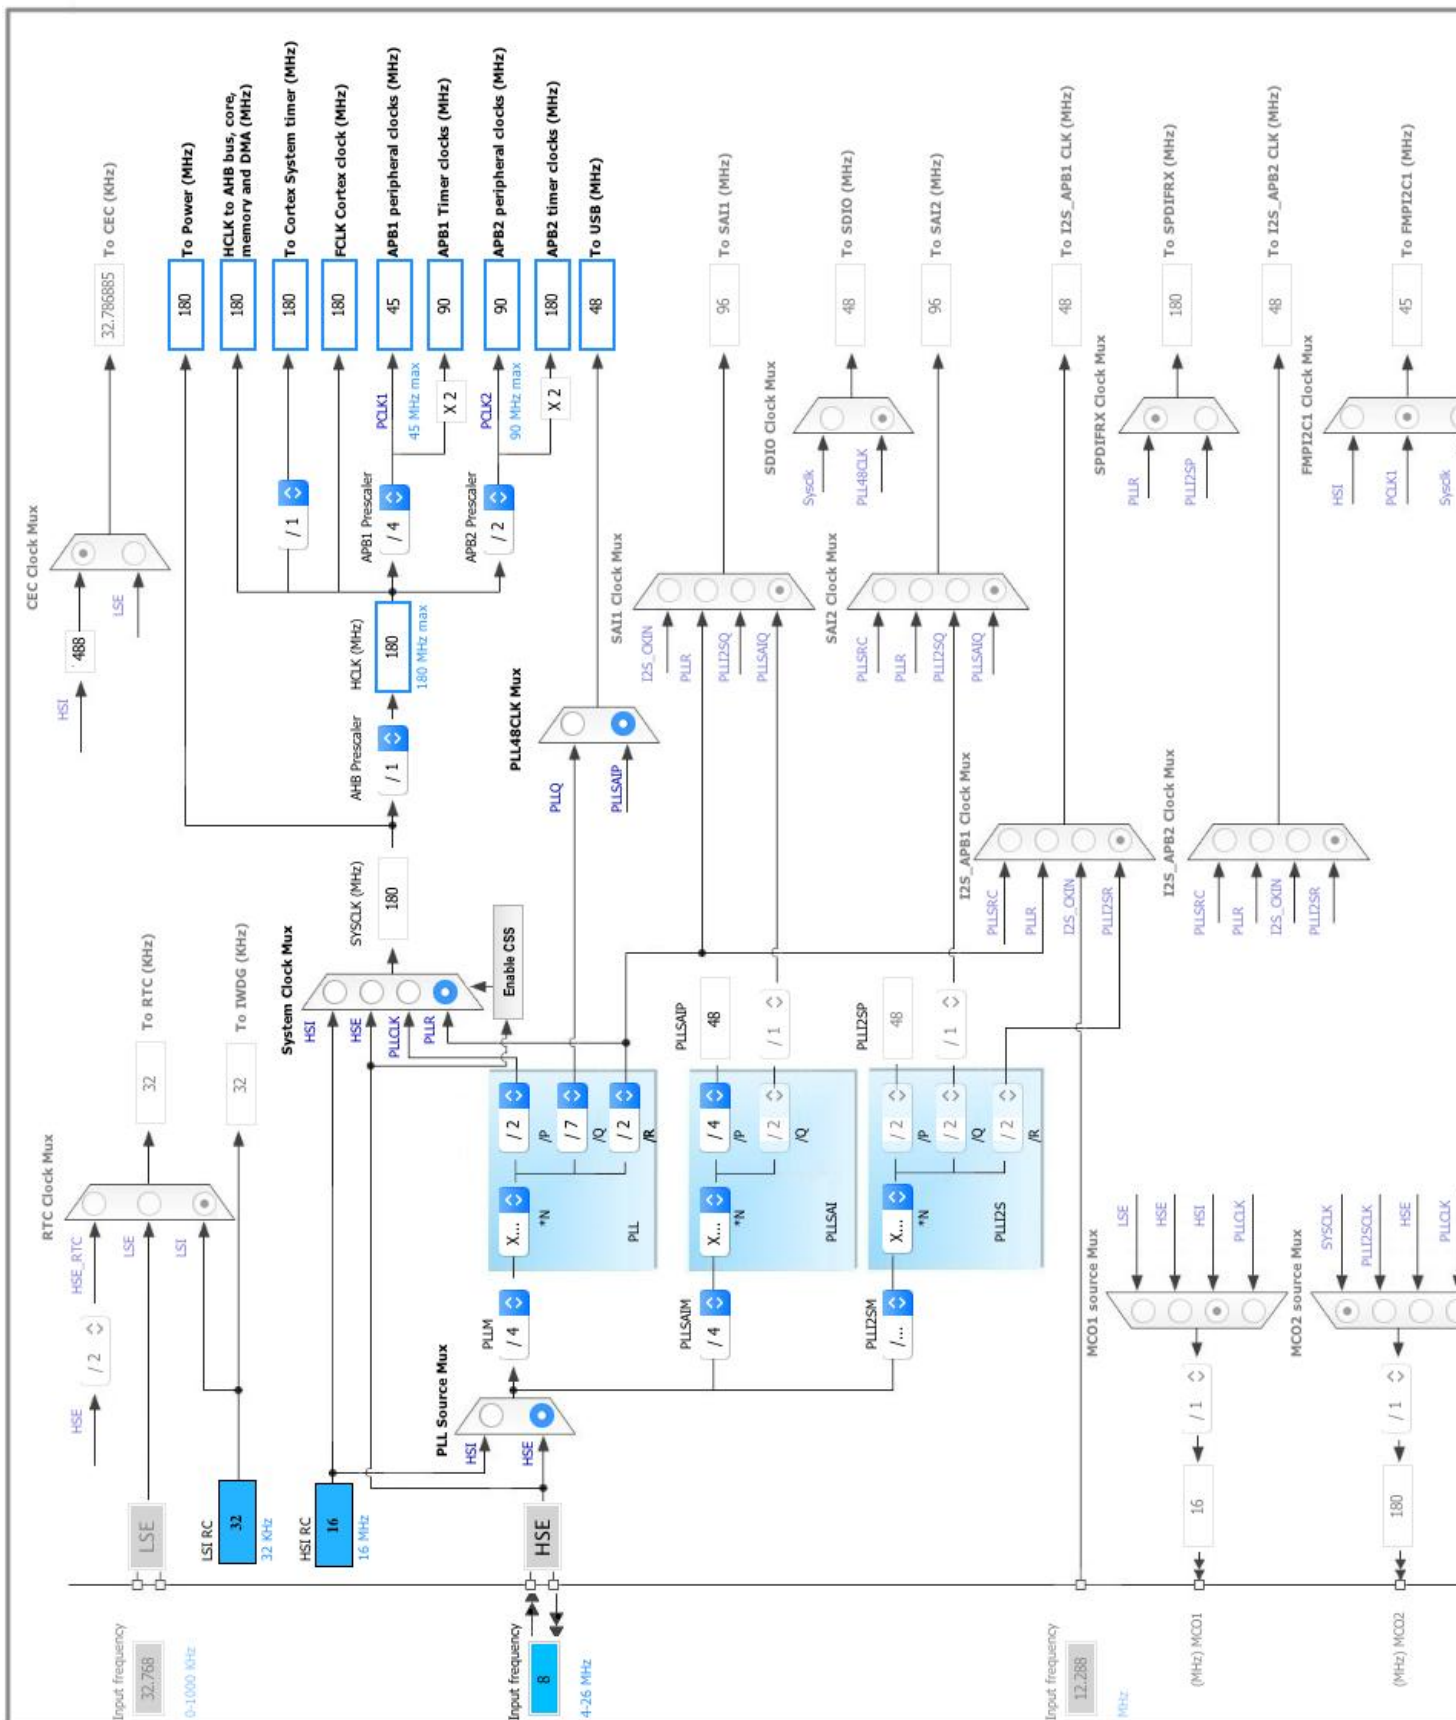 Input frequency
32.768
0-1000 KHz
LSE
HSE
/ 2
HSE_RTC
LSE
LSI
RTC Clock Mux
32
To RTC (KHz)
LSI RC
32
32 KHz
32
To IWDG (KHz)
HSI
488
LSE
CEC Clock Mux
32.786885
To CEC (KHz)
HSI RC
16
16 MHz
Input frequency
8
4-26 MHz
HSE
PLL Source Mux
HSI
HSE
System Clock Mux
HSI
HSE
PLLCLK
PLLR
Enable CSS
SYSCLK (MHz)
180
AHB Prescaler
/ 1
HCLK (MHz)
180
180 MHz max
/ 1
APB1 Prescaler
/ 4
PCLK1
45 MHz max
X 2
APB2 Prescaler
/ 2
PCLK2
90 MHz max
X 2
180
To Power (MHz)
180
HCLK to AHB bus, core,
memory and DMA (MHz)
180
To Cortex System timer (MHz)
180
FCLK Cortex clock (MHz)
45
APB1 peripheral clocks (MHz)
90
APB1 Timer clocks (MHz)
90
APB2 peripheral clocks (MHz)
180
APB2 timer clocks (MHz)
48
To USB (MHz)
PLLM
/ 4
X...
*N
/ 2
/P
/ 7
/Q
/ 2
/R
PLL
PLL48CLK Mux
PLLQ
PLLSAIP
PLLSAIM
/ 4
X...
*N
/ 4
/P
/ 2
/Q
PLLSAI
PLLSAIP
48
/ 1
SAI1 Clock Mux
I2S_CKIN
PLLR
PLLI2SQ
PLLSAIQ
96
To SAI1 (MHz)
SDIO Clock Mux
Sysclk
PLL48CLK
48
To SDIO (MHz)
PLLI2SM
/...
X...
*N
/ 2
/P
/ 2
/Q
/ 2
/R
PLLI2S
PLLI2SP
48
/ 1
SAI2 Clock Mux
PLLSRC
PLLR
PLLI2SQ
PLLSAIQ
96
To SAI2 (MHz)
Input frequency
12.288
MHz
I2S_APB1 Clock Mux
PLLSRC
PLLR
I2S_CKIN
PLLI2SR
48
To I2S_APB1 CLK (MHz)
SPDIFRX Clock Mux
PLLR
PLLI2SP
180
To SPDIFRX (MHz)
I2S_APB2 Clock Mux
PLLSRC
PLLR
I2S_CKIN
PLLI2SR
48
To I2S_APB2 CLK (MHz)
FMPI2C1 Clock Mux
HSI
PCLK1
Sysclk
45
To FMPI2C1 (MHz)
(MHz) MCO1
16
/ 1
MCO1 source Mux
LSE
HSE
HSI
PLLCLK
(MHz) MCO2
180
/ 1
MCO2 source Mux
SYSCLK
PLLI2SCLK
HSE
PLLCLK